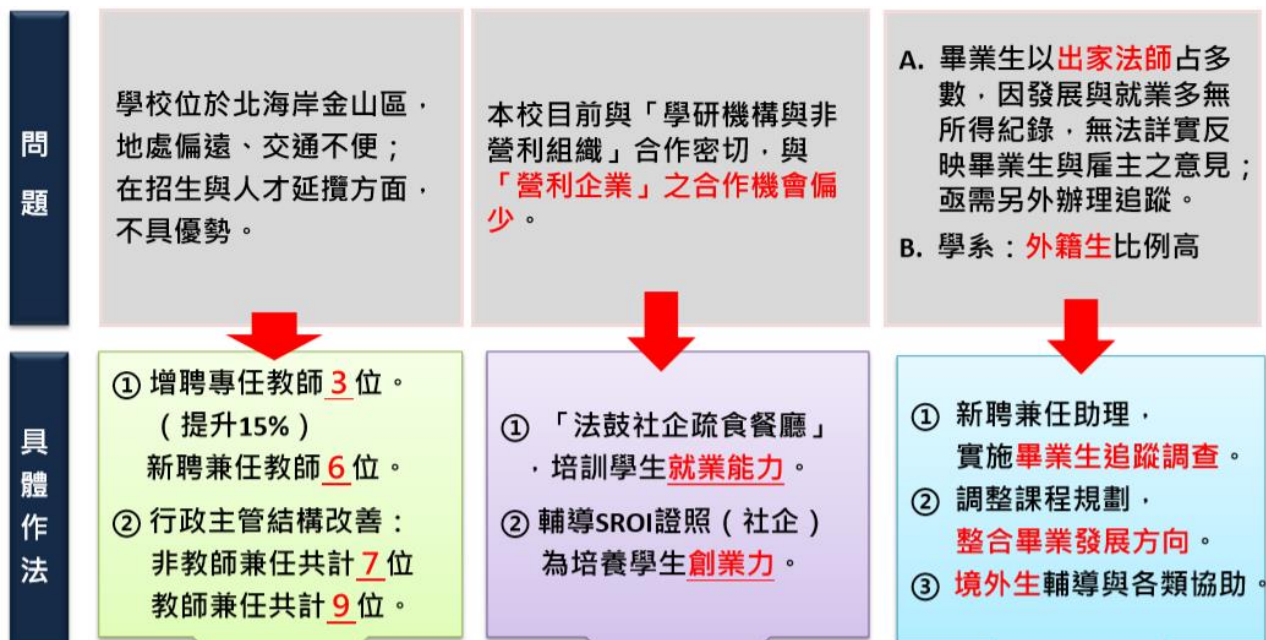 問題
學校位於北海岸金山區，
地處偏遠、交通不便；
在招生與人才延攬方面，
不具優勢。
本校目前與「學研機構與非
營利組織」合作密切，與
「營利企業」之合作機會偏
少。
A. 畢業生以出家法師占多
數，因發展與就業多無
所得紀錄，無法詳實反
映畢業生與雇主之意見；
亟需另外辦理追蹤。
B. 學系：外籍生比例高
具體作法
① 增聘專任教師3位。
（提升15%）
新聘兼任教師6位。
② 行政主管結構改善：
非教師兼任共計7位
教師兼任共計9位。
① 「法鼓社企疏食餐廳」
，培訓學生就業能力。
② 輔導SROI證照（社企）
為培養學生創業力。
① 新聘兼任助理，
實施畢業生追蹤調查。
② 調整課程規劃，
整合畢業發展方向。
③ 境外生輔導與各類協助。